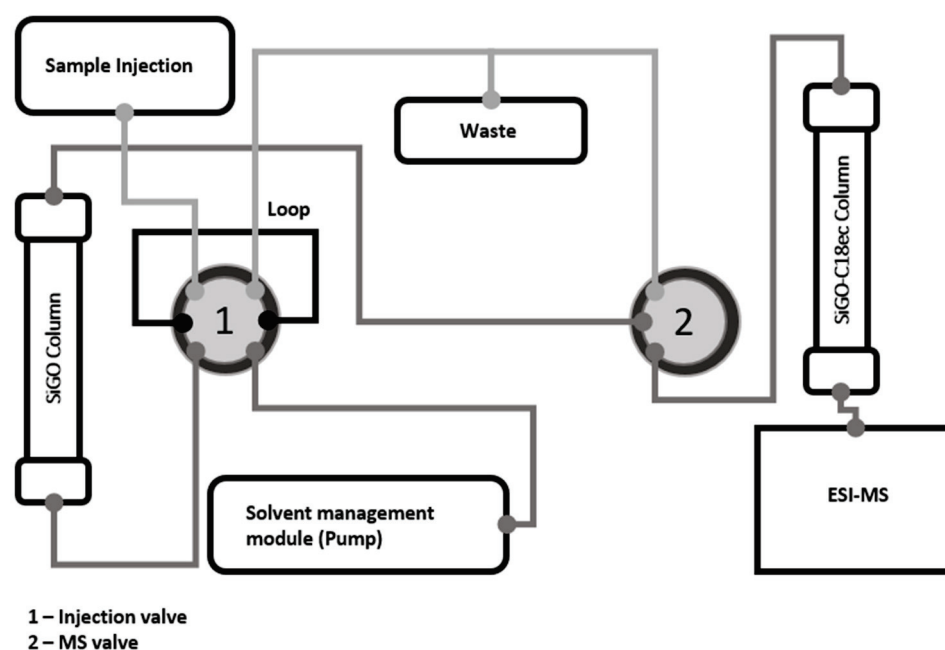 Sample Injection
Waste
Loop
1
2
SiGO Column
SiGO-C18ec Column
Solvent management
module (Pump)
ESI-MS
1 – Injection valve
2 – MS valve